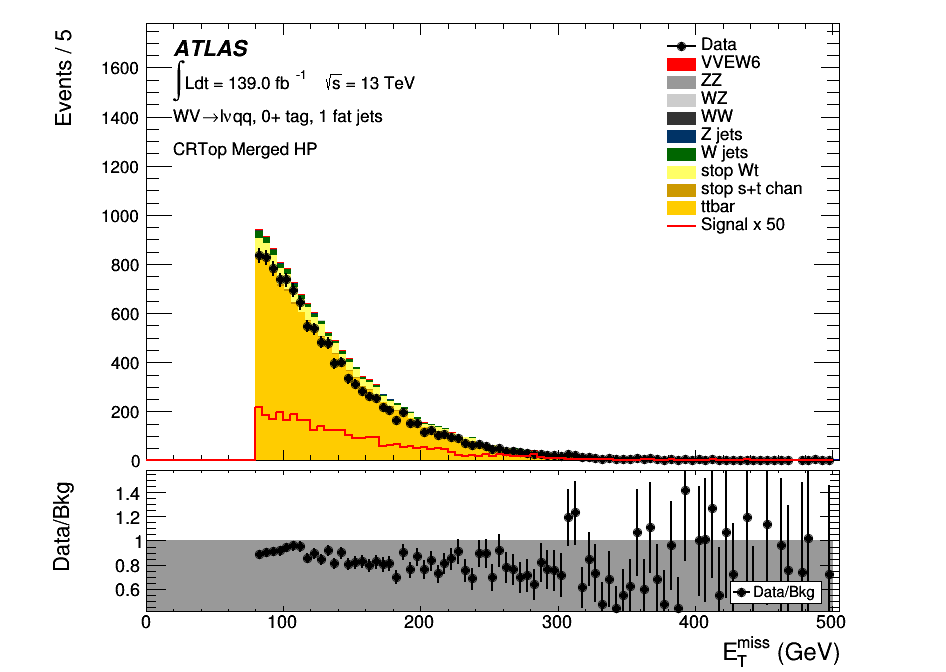 Events / 5
ATLAS
∫Ldt = 139.0 fb⁻¹ √s = 13 TeV
WV→lνqq, 0+ tag, 1 fat jets
CRTop Merged HP
Data
VVEW6
ZZ
WZ
WW
Z jets
W jets
stop Wt
stop s+t chan
ttbar
Signal x 50
1600
1400
1200
1000
800
600
400
200
0
Data/Bkg
1.4
1.2
1
0.8
0.6
Data/Bkg
0 100 200 300 400 500
E_T^miss (GeV)